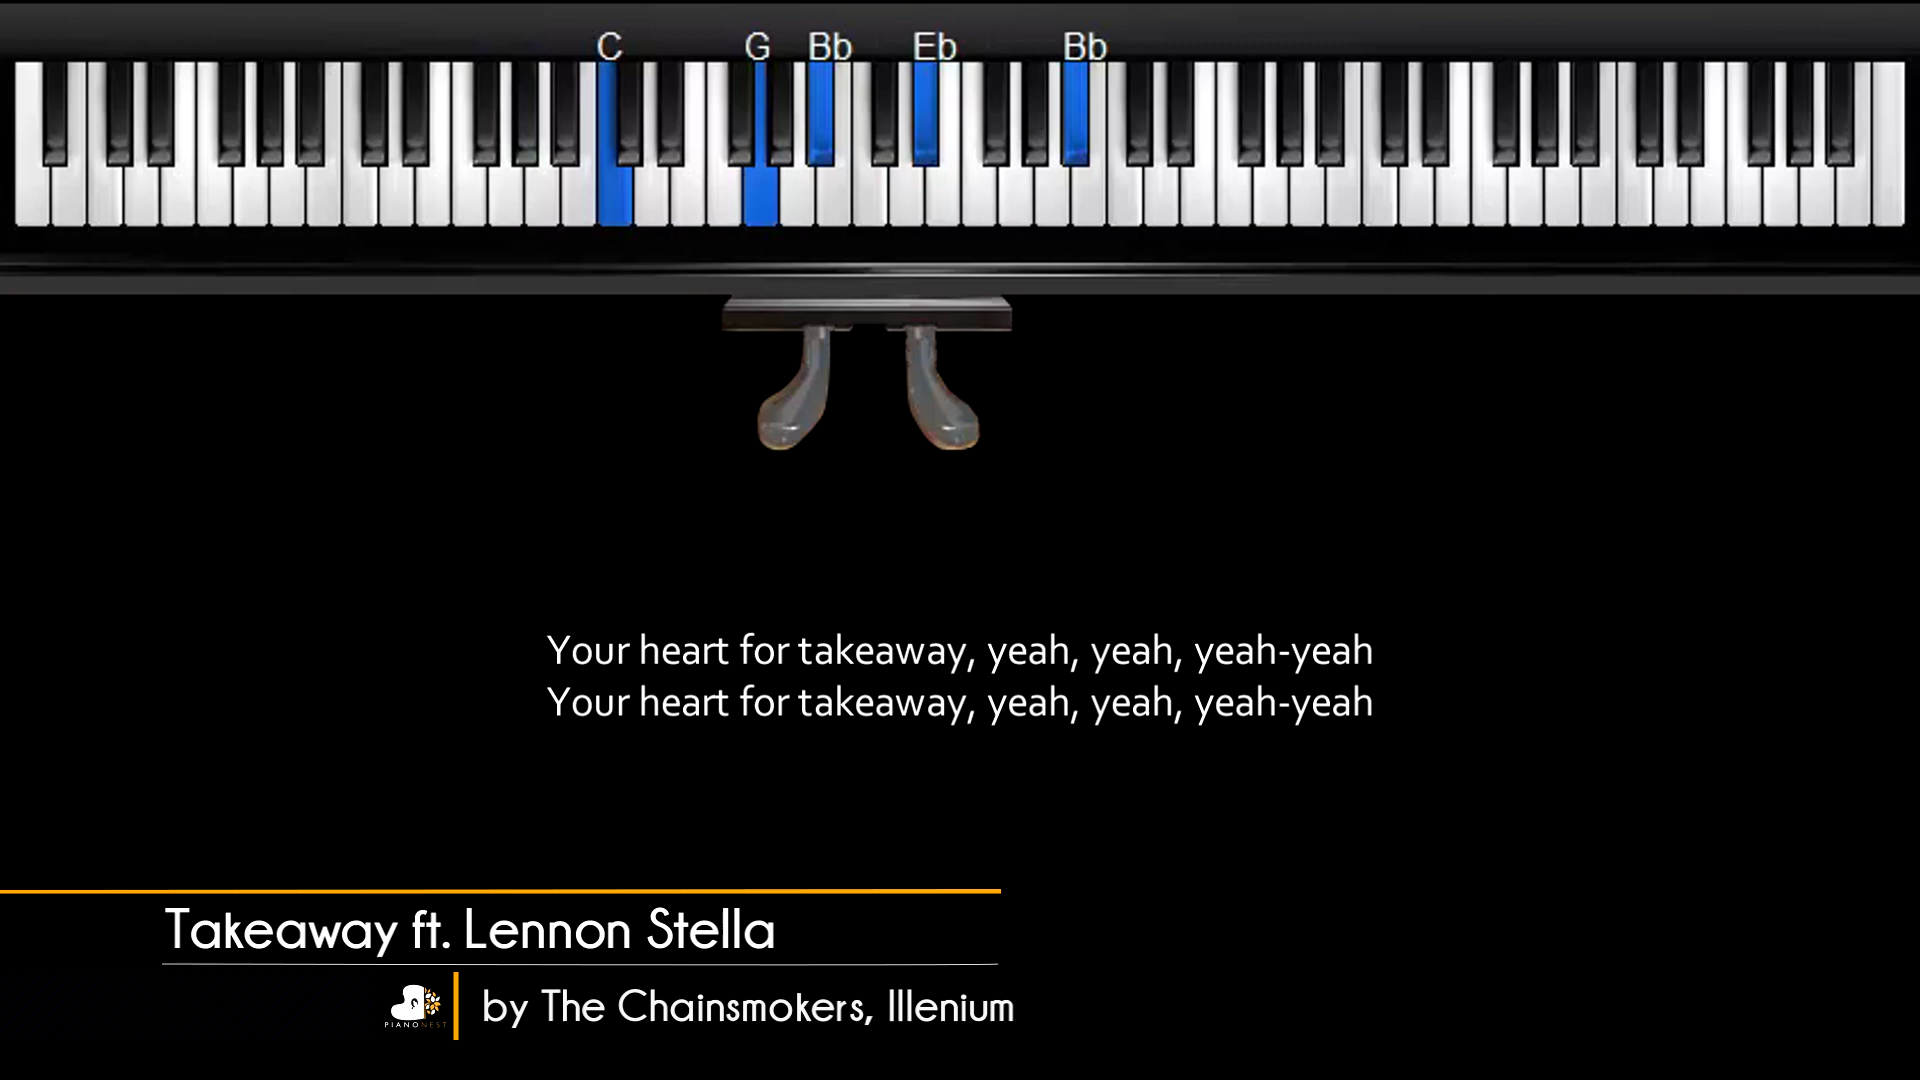 C G Bb Eb Bb
Your heart for takeaway, yeah, yeah, yeah-yeah
Your heart for takeaway, yeah, yeah, yeah-yeah
Takeaway ft. Lennon Stella
by The Chainsmokers, Illenium
PIANONEST